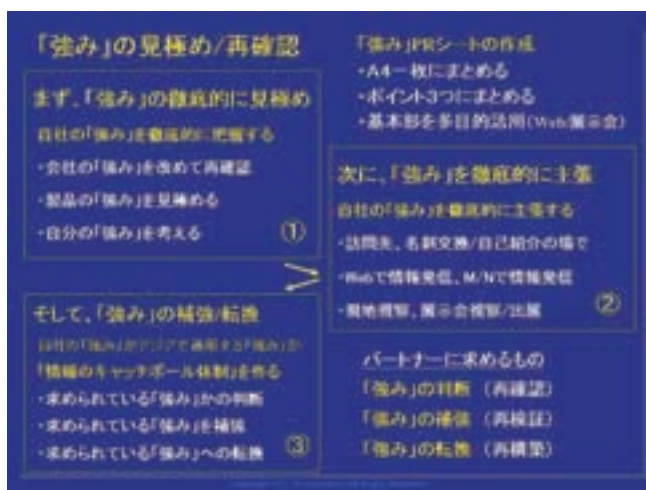 「強み」の見極め/再確認
まず、「強み」の徹底的に見極め
自社の「強み」を徹底的に把握する
・会社の「強み」を改めて再確認
・製品の「強み」を見極める
・自分の「強み」を考える
①
「強み」PRシートの作成
・A4一枚にまとめる
・ポイント3つにまとめる
・基本部を多目的活用(Web/展示会)
次に、「強み」を徹底的に主張
自社の「強み」を徹底的に主張する
・訪問先、名刺交換/自己紹介の場で
・Webで情報発信、M/Nで情報発信
・現地視察、展示会視察/出展
②
そして、「強み」の補強/転換
自社の「強み」がアジアで通用する「強み」か
「情報のキャッチボール体制」を作る
・求められている「強み」かの判断
・求められている「強み」を補強
・求められている「強み」への転換
③
パートナーに求めるもの
「強み」の判断 (再確認)
「強み」の補強 (再検証)
「強み」の転換 (再構築)